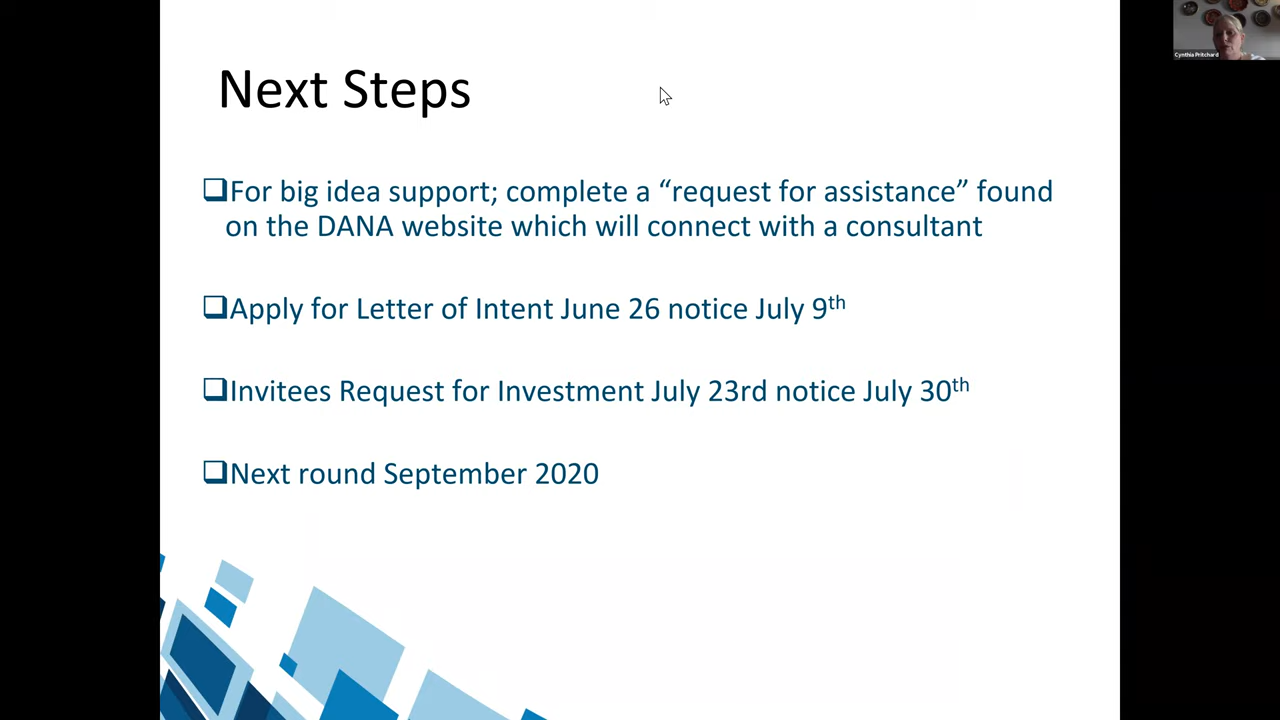 Cynthia Pritchard
Next Steps
❑For big idea support; complete a “request for assistance” found
on the DANA website which will connect with a consultant
❑Apply for Letter of Intent June 26 notice July 9th
❑Invitees Request for Investment July 23rd notice July 30th
❑Next round September 2020